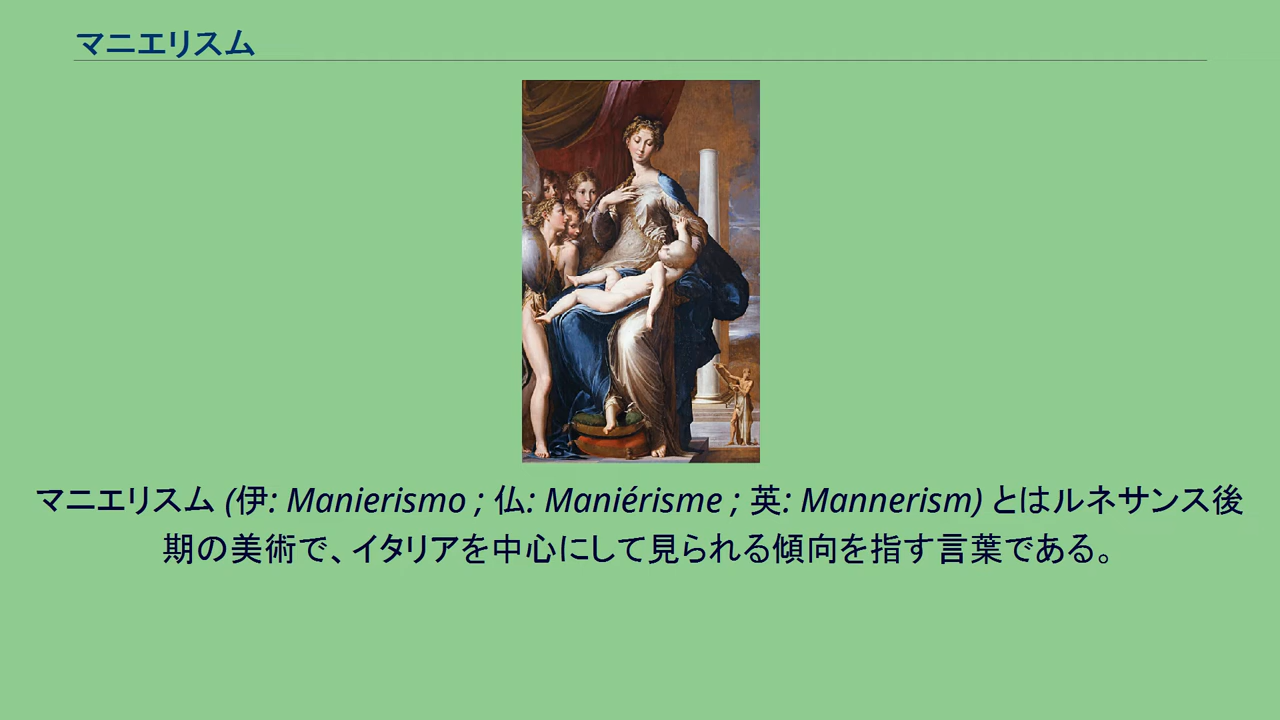 マニエリスム
マニエリスム (伊: Manierismo ; 仏: Maniérisme ; 英: Mannerism) とはルネサンス後
期の美術で、イタリアを中心にして見られる傾向を指す言葉である。